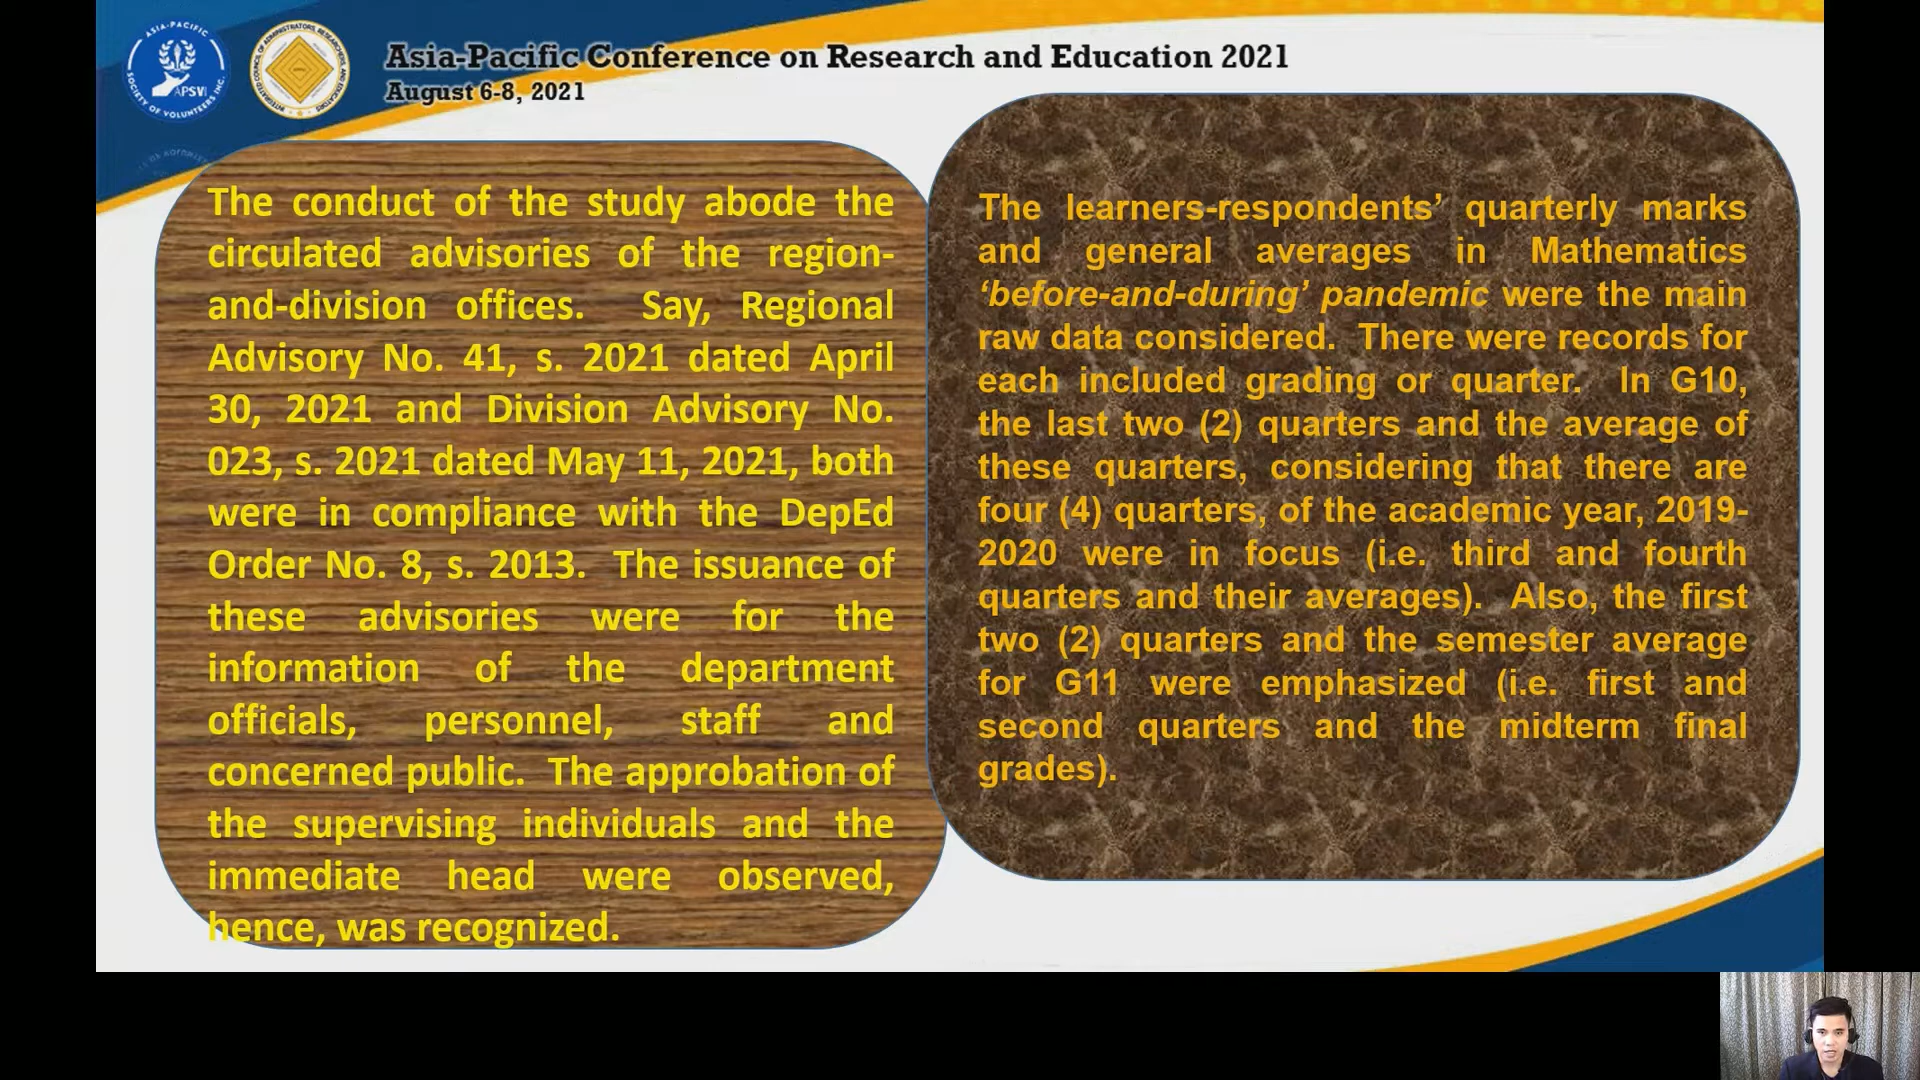 ASIA-PACIFIC
SOCIETY OF VOLUNTEERS INC.
APSVI
Asia-Pacific Conference on Research and Education 2021
August 6-8, 2021
The conduct of the study abode the
circulated advisories of the region-
and-division offices. Say, Regional
Advisory No. 41, s. 2021 dated April
30, 2021 and Division Advisory No.
023, s. 2021 dated May 11, 2021, both
were in compliance with the DepEd
Order No. 8, s. 2013. The issuance of
these advisories were for the
information of the department
officials, personnel, staff and
concerned public. The approbation of
the supervising individuals and the
immediate head were observed,
hence, was recognized.
The learners-respondents’ quarterly marks
and general averages in Mathematics
‘before-and-during’ pandemic were the main
raw data considered. There were records for
each included grading or quarter. In G10,
the last two (2) quarters and the average of
these quarters, considering that there are
four (4) quarters, of the academic year, 2019-
2020 were in focus (i.e. third and fourth
quarters and their averages). Also, the first
two (2) quarters and the semester average
for G11 were emphasized (i.e. first and
second quarters and the midterm final
grades).